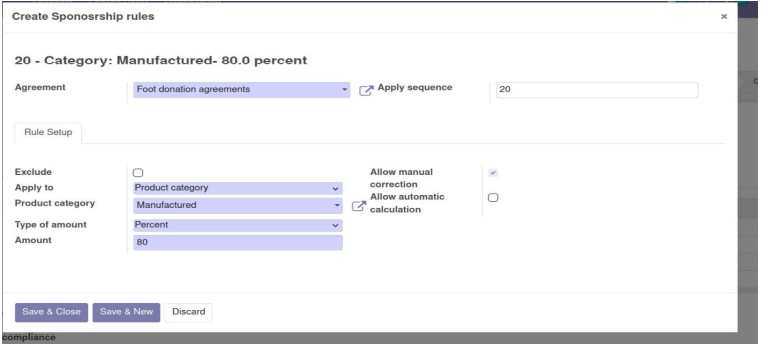 Create Sponosrship rules
×
20 - Category: Manufactured- 80.0 percent
Agreement
Foot donation agreements
Apply sequence
20
Rule Setup
Exclude
Allow manual correction
Apply to
Product category
Product category
Manufactured
Allow automatic calculation
Type of amount
Percent
Amount
80
Save & Close
Save & New
Discard
compliance